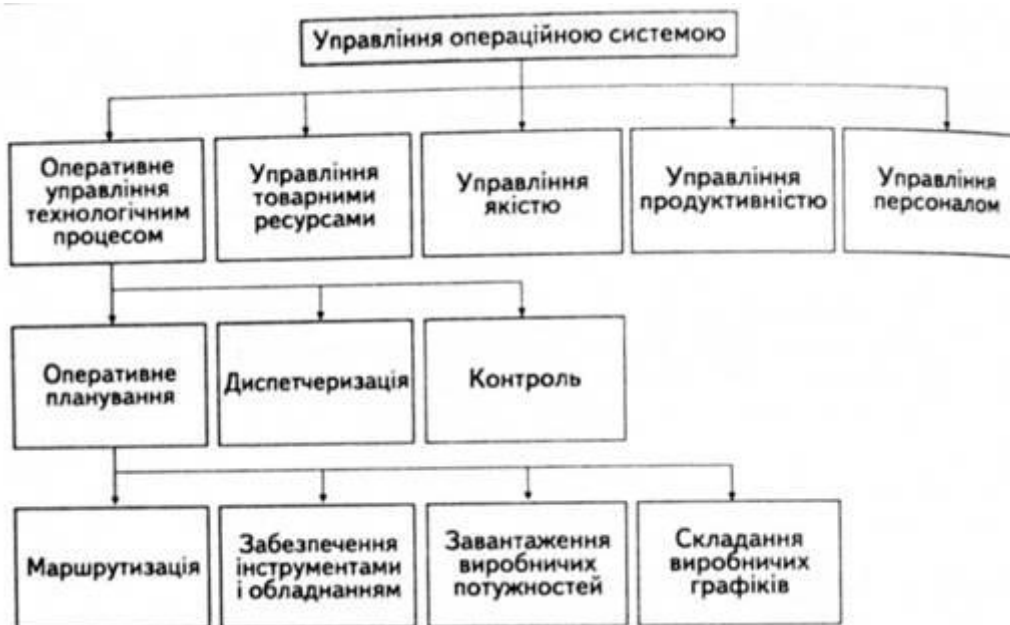 Управління операційною системою
Оперативне
управління
технологічним
процесом
Управління
товарними
ресурсами
Управління
якістю
Управління
продуктивністю
Управління
персоналом
Оперативне
планування
Диспетчеризація
Контроль
Маршрутизація
Забезпечення
інструментами
і обладнанням
Завантаження
виробничих
потужностей
Складання
виробничих
графіків